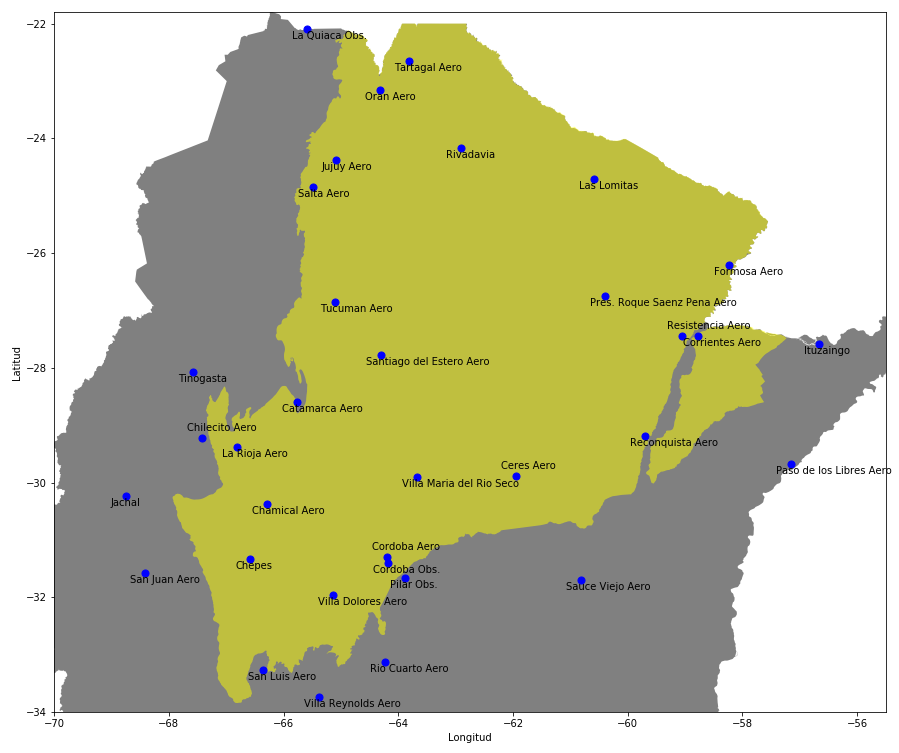 −22
La Quiaca Obs.
Tartagal Aero
Oran Aero
−24
Rivadavia
Jujuy Aero
Las Lomitas
Salta Aero
−26
Formosa Aero
Pres. Roque Saenz Pena Aero
Tucuman Aero
Resistencia Aero
Corrientes Aero
Ituzaingo
Latitud
Santiago del Estero Aero
−28
Tinogasta
Catamarca Aero
Chilecito Aero
Reconquista Aero
La Rioja Aero
Ceres Aero
Paso de los Libres Aero
−30
Villa Maria del Rio Seco
Jachal
Chamical Aero
Cordoba Aero
Chepes
Cordoba Obs.
San Juan Aero
Pilar Obs.
Sauce Viejo Aero
−32
Villa Dolores Aero
Rio Cuarto Aero
San Luis Aero
Villa Reynolds Aero
−34
−70 −68 −66 −64 −62 −60 −58 −56
Longitud